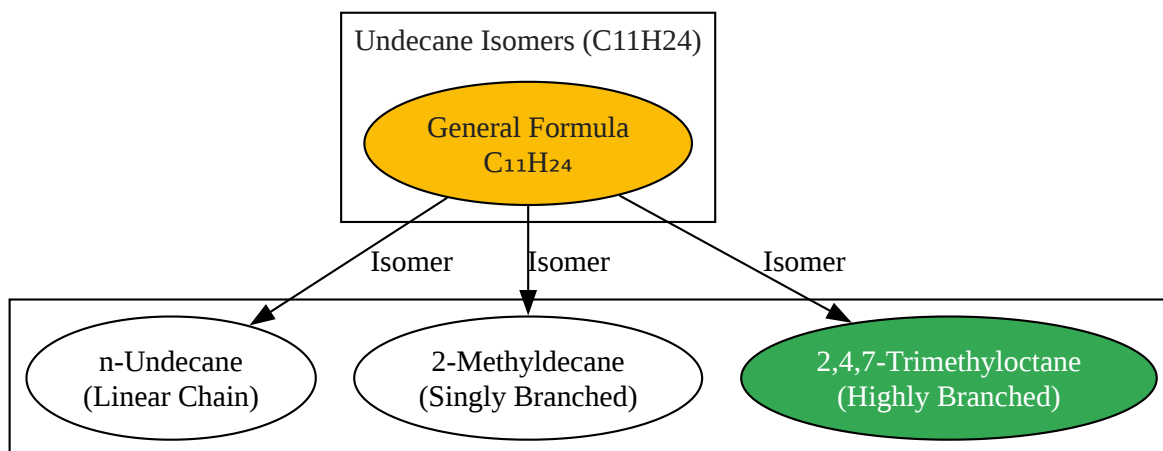 Undecane Isomers (C11H24)
General Formula
C₁₁H₂₄
Isomer
Isomer
Isomer
n-Undecane
(Linear Chain)
2-Methyldecane
(Singly Branched)
2,4,7-Trimethyloctane
(Highly Branched)